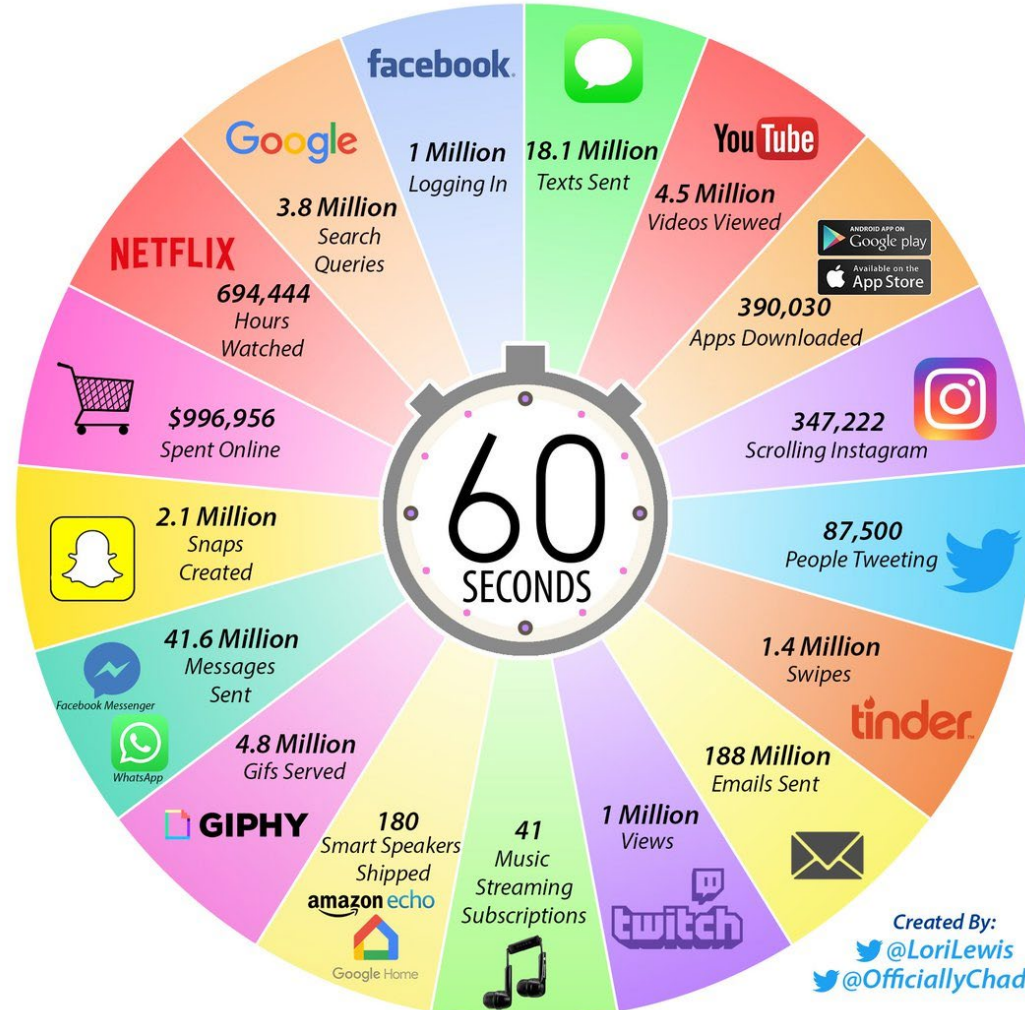 facebook
1 Million
Logging In
18.1 Million
Texts Sent
YouTube
4.5 Million
Videos Viewed
ANDROID APP ON
Google play
Available on the
App Store
390,030
Apps Downloaded
347,222
Scrolling Instagram
87,500
People Tweeting
1.4 Million
Swipes
tinder
TM
188 Million
Emails Sent
1 Million
Views
twitch
41
Music
Streaming
Subscriptions
180
Smart Speakers
Shipped
amazon echo
Google Home
4.8 Million
Gifs Served
GIPHY
41.6 Million
Messages
Sent
Facebook Messenger
WhatsApp
2.1 Million
Snaps
Created
$996,956
Spent Online
NETFLIX
694,444
Hours
Watched
Google
3.8 Million
Search
Queries
60
SECONDS
Created By:
@LoriLewis
@OfficiallyChad